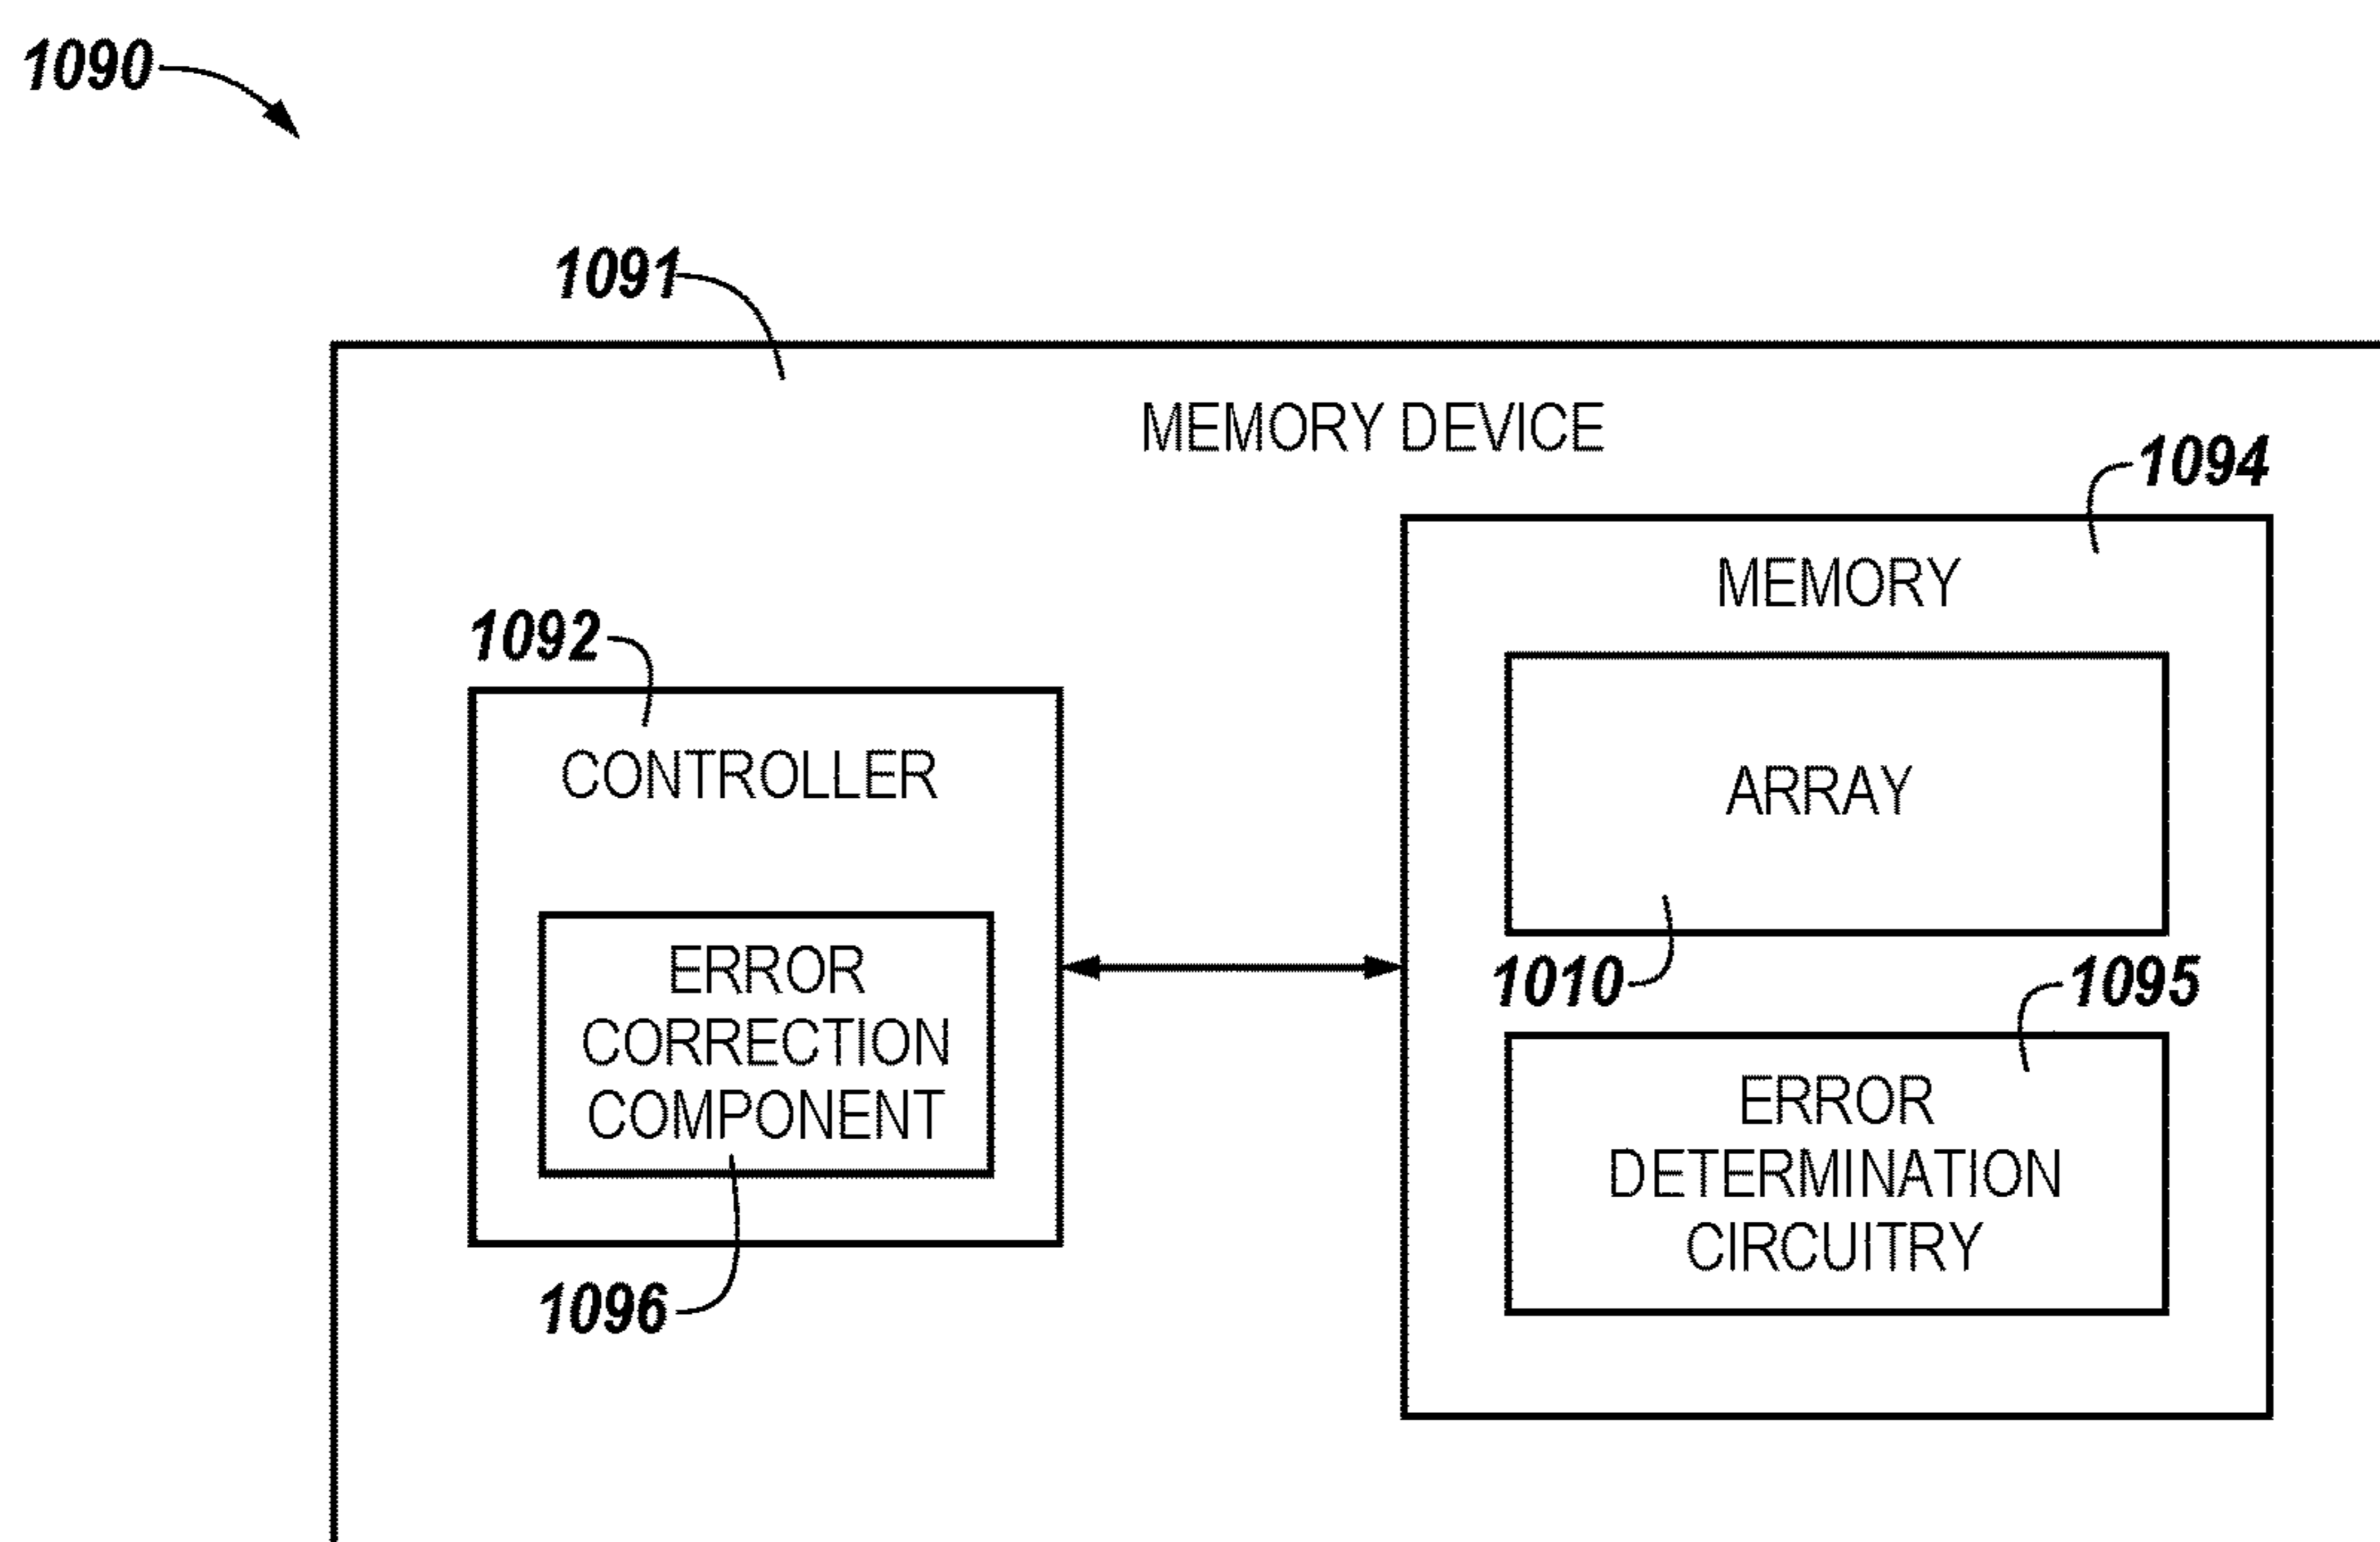 1090
1091
MEMORY DEVICE
1094
MEMORY
1092
CONTROLLER
ARRAY
ERROR
CORRECTION
COMPONENT
1010
1095
ERROR
DETERMINATION
CIRCUITRY
1096